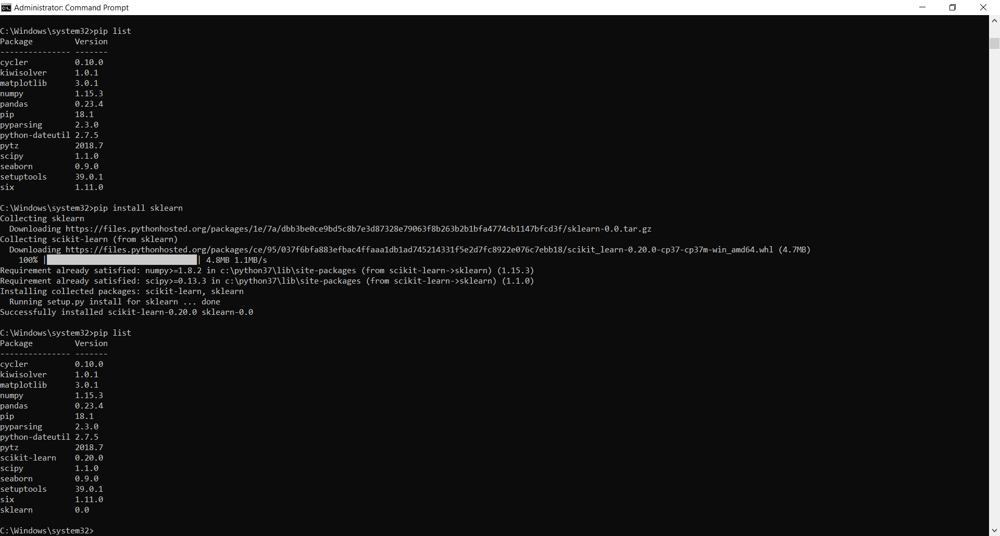 Administrator: Command Prompt
C:\Windows\system32>pip list
Package         Version
--------------- -------
cycler          0.10.0
kiwisolver      1.0.1
matplotlib      3.0.1
numpy           1.15.3
pandas          0.23.4
pip             18.1
pyparsing       2.3.0
python-dateutil 2.7.5
pytz            2018.7
scipy           1.1.0
seaborn         0.9.0
setuptools      39.0.1
six             1.11.0
C:\Windows\system32>pip install sklearn
Collecting sklearn
  Downloading https://files.pythonhosted.org/packages/1e/7a/dbb3be0ce9bd5c8b7e3d87328e79063f8b263b2b1bfa4774cb1147bfcd3f/sklearn-0.0.tar.gz
Collecting scikit-learn (from sklearn)
  Downloading https://files.pythonhosted.org/packages/ce/95/037f6bfa883efbac4ffaaa1db1ad745214331f5e2d7fc8922e076c7ebb18/scikit_learn-0.20.0-cp37-cp37m-win_amd64.whl (4.7MB)
    100% |████████████████████████████████| 4.8MB 1.1MB/s
Requirement already satisfied: numpy>=1.8.2 in c:\python37\lib\site-packages (from scikit-learn->sklearn) (1.15.3)
Requirement already satisfied: scipy>=0.13.3 in c:\python37\lib\site-packages (from scikit-learn->sklearn) (1.1.0)
Installing collected packages: scikit-learn, sklearn
  Running setup.py install for sklearn ... done
Successfully installed scikit-learn-0.20.0 sklearn-0.0
C:\Windows\system32>pip list
Package         Version
--------------- -------
cycler          0.10.0
kiwisolver      1.0.1
matplotlib      3.0.1
numpy           1.15.3
pandas          0.23.4
pip             18.1
pyparsing       2.3.0
python-dateutil 2.7.5
pytz            2018.7
scikit-learn    0.20.0
scipy           1.1.0
seaborn         0.9.0
setuptools      39.0.1
six             1.11.0
sklearn         0.0
C:\Windows\system32>